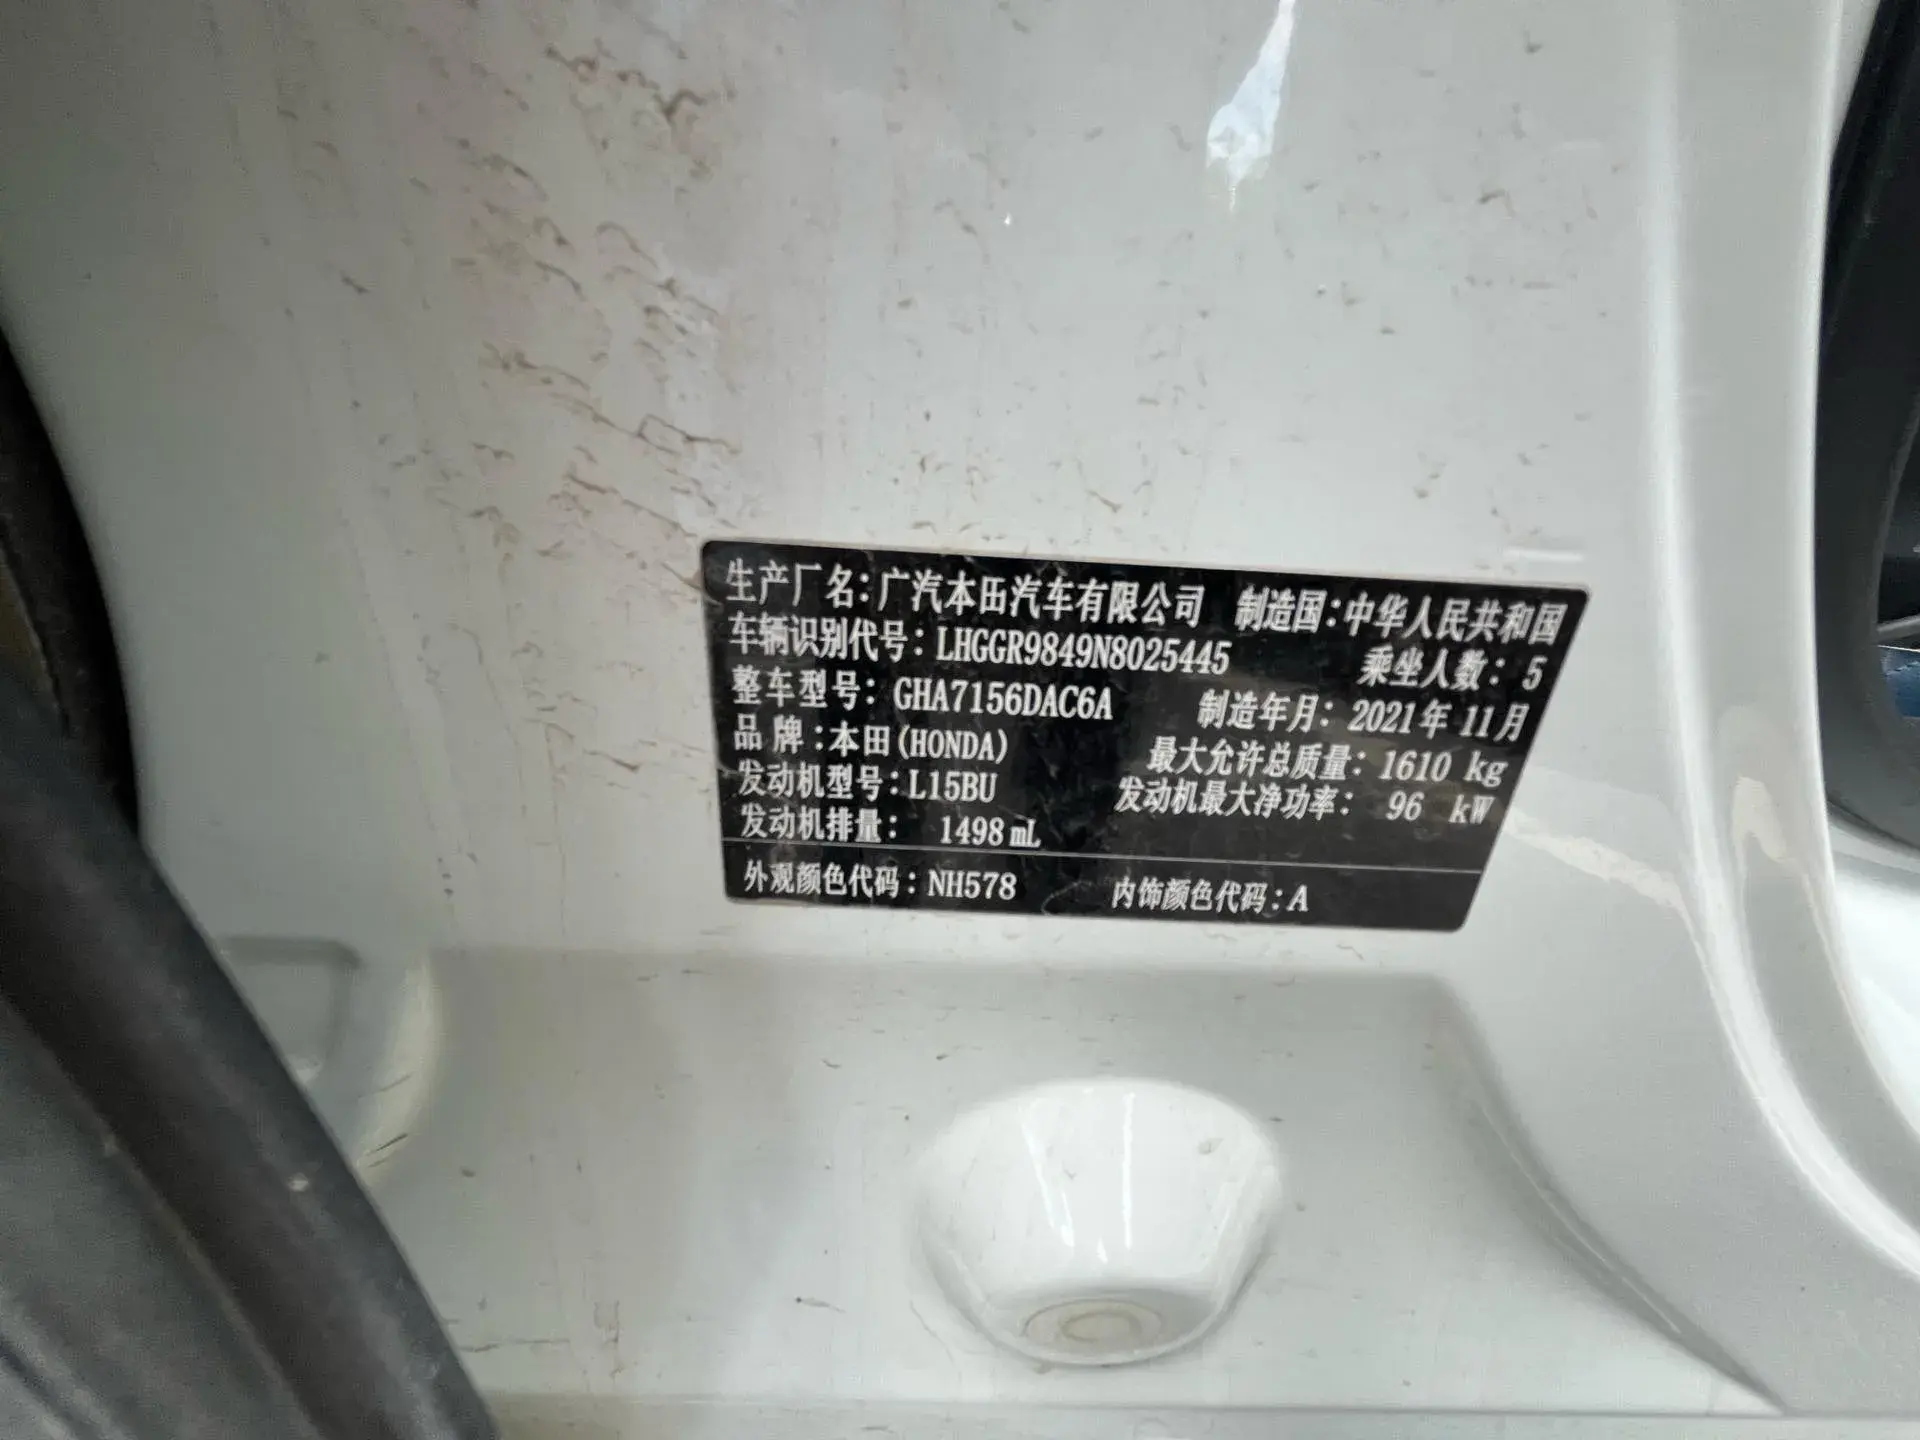 生产厂名：广汽本田汽车有限公司 制造国：中华人民共和国
车辆识别代号：LHGGR9849N8025445 乘坐人数：5
整车型号：GHA7156DAC6A 制造年月：2021年11月
品牌：本田(HONDA) 最大允许总质量：1610 kg
发动机型号：L15BU 发动机最大净功率：96 kW
发动机排量：1498 mL
外观颜色代码：NH578 内饰颜色代码：A